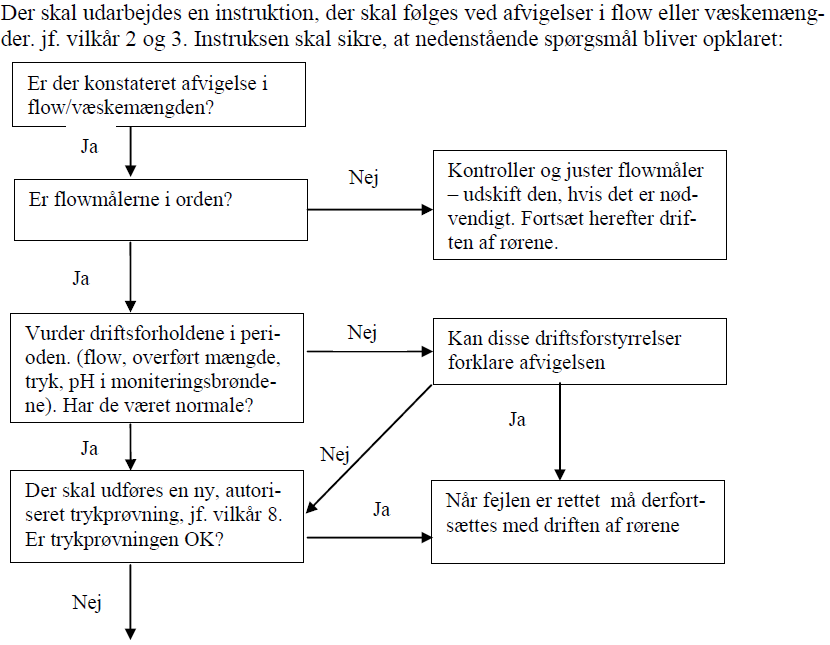 Der skal udarbejdes en instruktion, der skal følges ved afvigelser i flow eller væskemæng-
der. jf. vilkår 2 og 3. Instruksen skal sikre, at nedenstående spørgsmål bliver opklaret:
Er der konstateret afvigelse i
flow/væskemængden?
Ja
Er flowmålerne i orden?
Nej
Kontroller og juster flowmåler
– udskift den, hvis det er nød-
vendigt. Fortsæt herefter drif-
ten af rørene.
Ja
Vurder driftsforholdene i peri-
oden. (flow, overført mængde,
tryk, pH i moniteringsbrønde-
ne). Har de været normale?
Nej
Kan disse driftsforstyrrelser
forklare afvigelsen
Ja
Nej
Ja
Der skal udføres en ny, autori-
seret trykprøvning, jf. vilkår 8.
Er trykprøvningen OK?
Ja
Når fejlen er rettet  må derfort-
sættes med driften af rørene
Nej